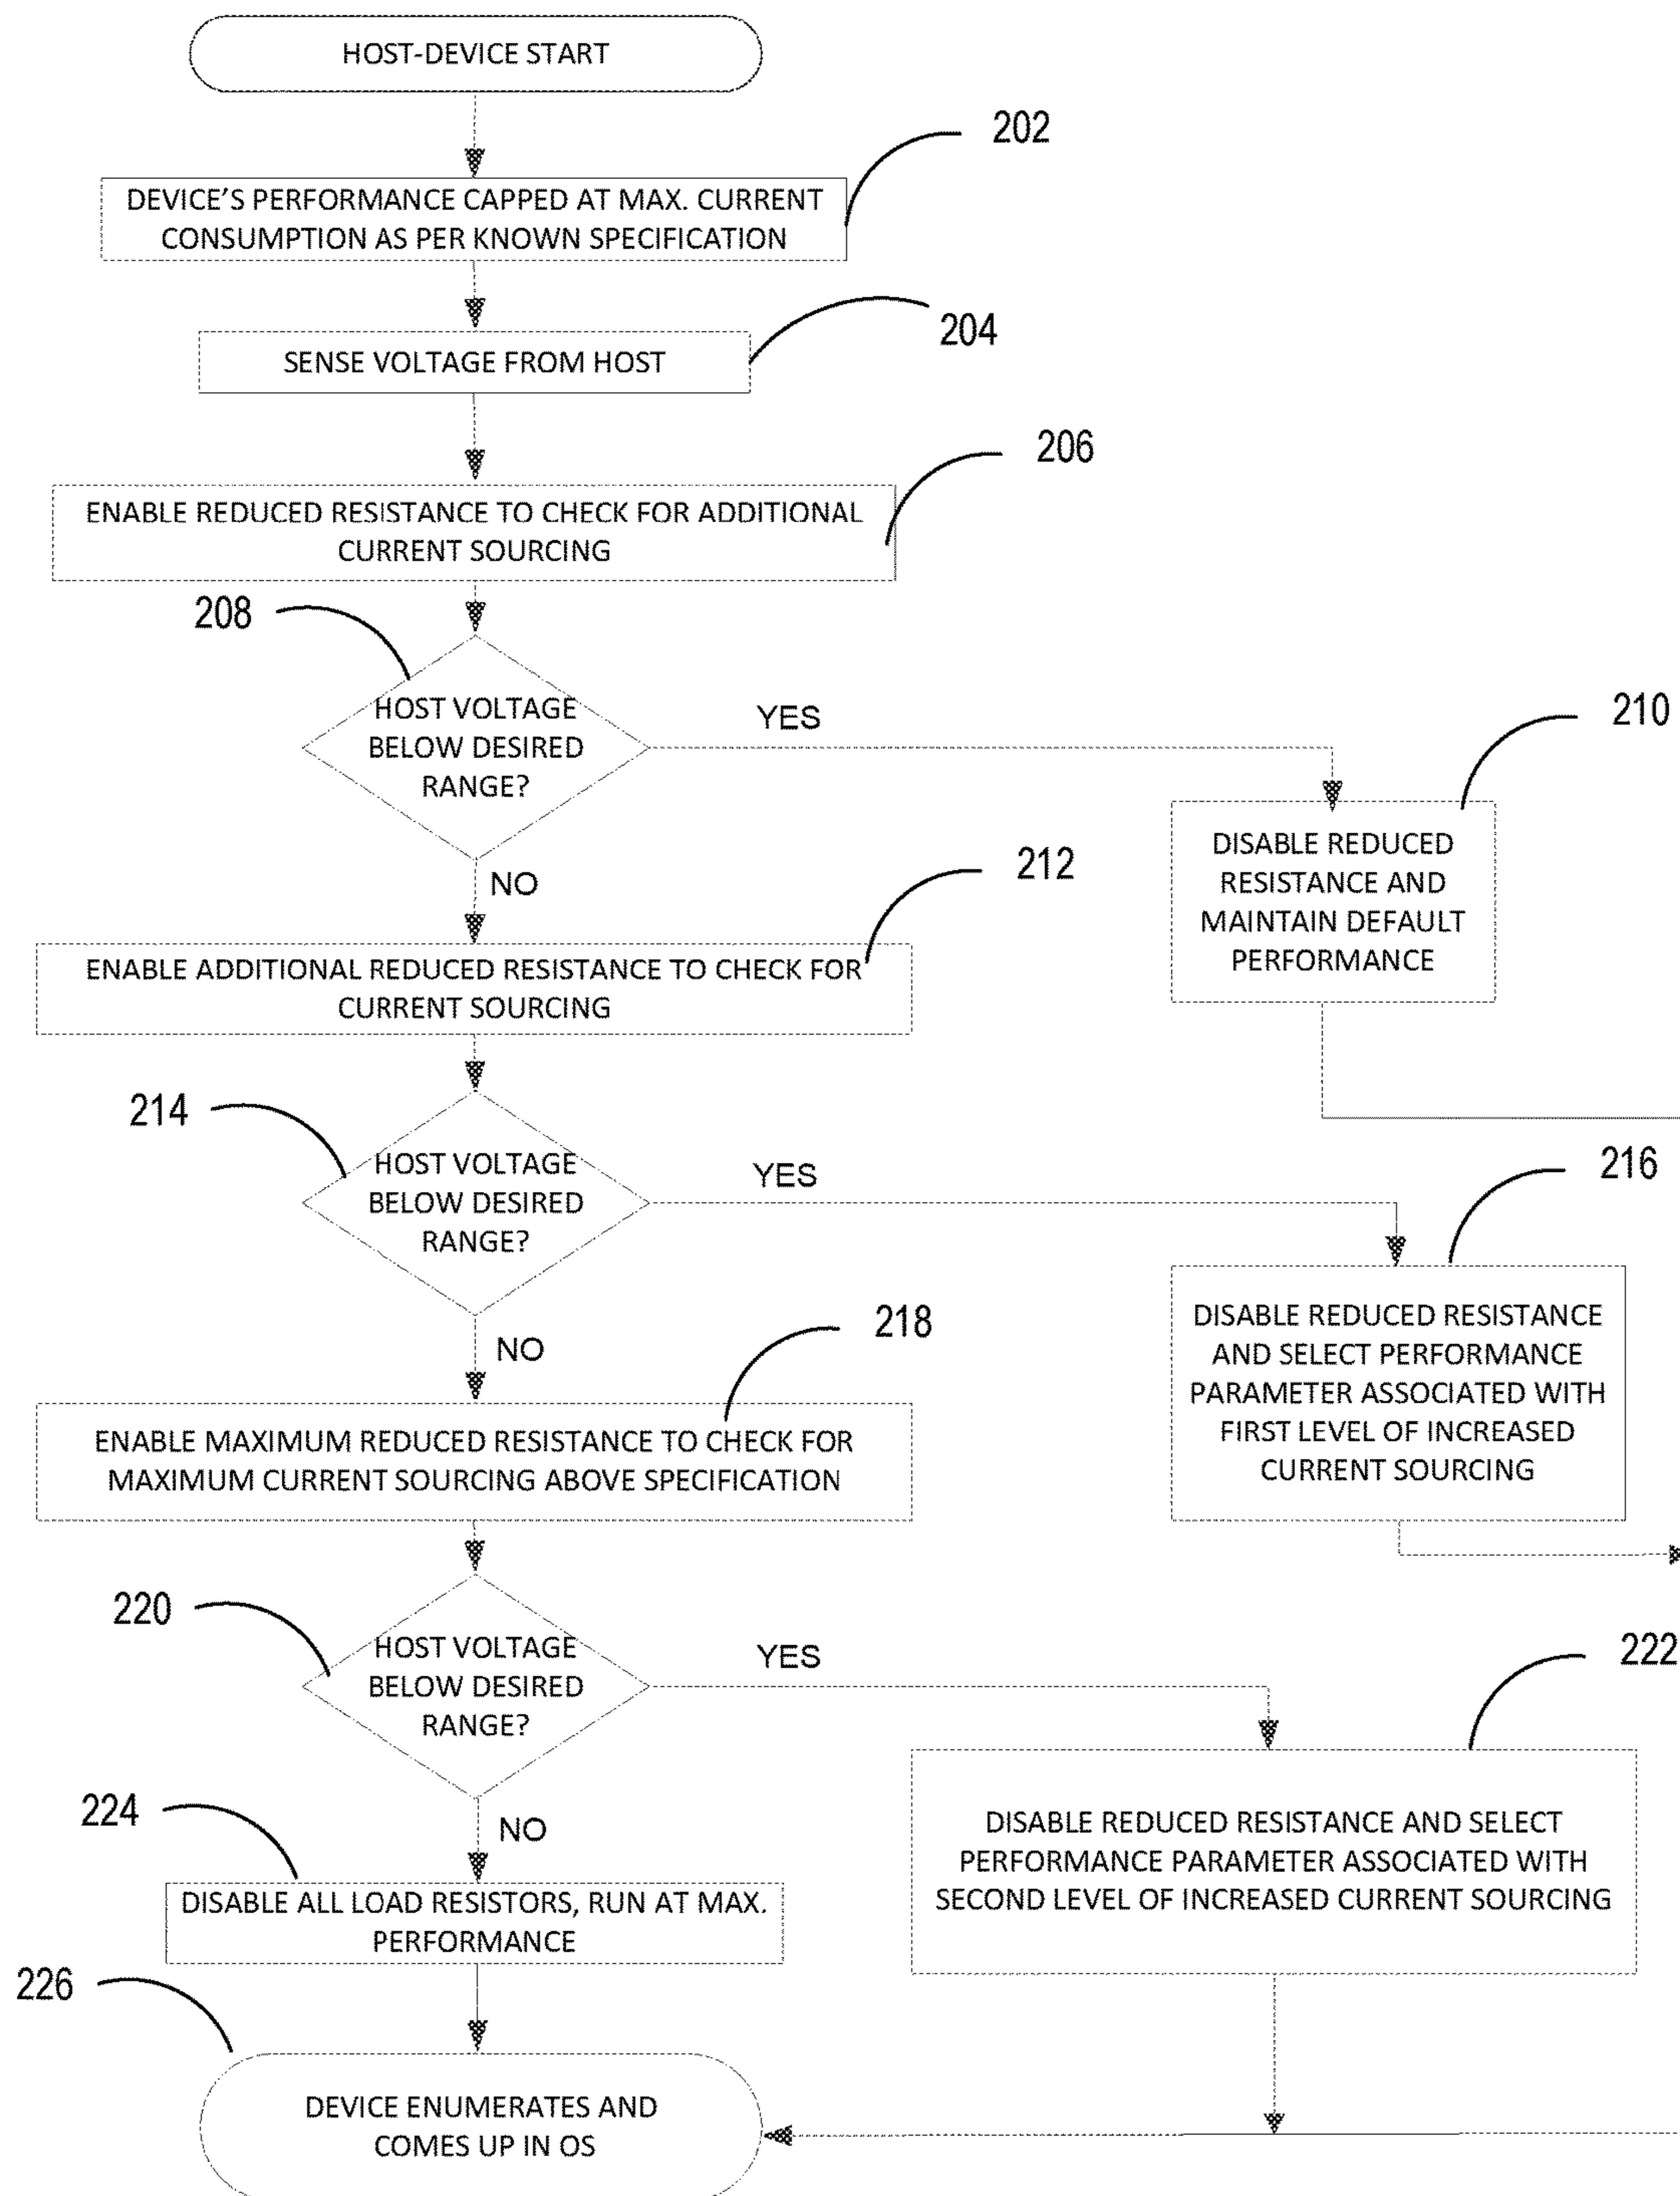 HOST-DEVICE START
202
DEVICE'S PERFORMANCE CAPPED AT MAX. CURRENT
CONSUMPTION AS PER KNOWN SPECIFICATION
204
SENSE VOLTAGE FROM HOST
206
ENABLE REDUCED RESISTANCE TO CHECK FOR ADDITIONAL
CURRENT SOURCING
208
HOST VOLTAGE
BELOW DESIRED
RANGE?
YES
210
DISABLE REDUCED
RESISTANCE AND
MAINTAIN DEFAULT
PERFORMANCE
NO
212
ENABLE ADDITIONAL REDUCED RESISTANCE TO CHECK FOR
CURRENT SOURCING
214
HOST VOLTAGE
BELOW DESIRED
RANGE?
YES
216
DISABLE REDUCED RESISTANCE
AND SELECT PERFORMANCE
PARAMETER ASSOCIATED WITH
FIRST LEVEL OF INCREASED
CURRENT SOURCING
NO
218
ENABLE MAXIMUM REDUCED RESISTANCE TO CHECK FOR
MAXIMUM CURRENT SOURCING ABOVE SPECIFICATION
220
HOST VOLTAGE
BELOW DESIRED
RANGE?
YES
222
DISABLE REDUCED RESISTANCE AND SELECT
PERFORMANCE PARAMETER ASSOCIATED WITH
SECOND LEVEL OF INCREASED CURRENT SOURCING
NO
224
DISABLE ALL LOAD RESISTORS, RUN AT MAX.
PERFORMANCE
226
DEVICE ENUMERATES AND
COMES UP IN OS